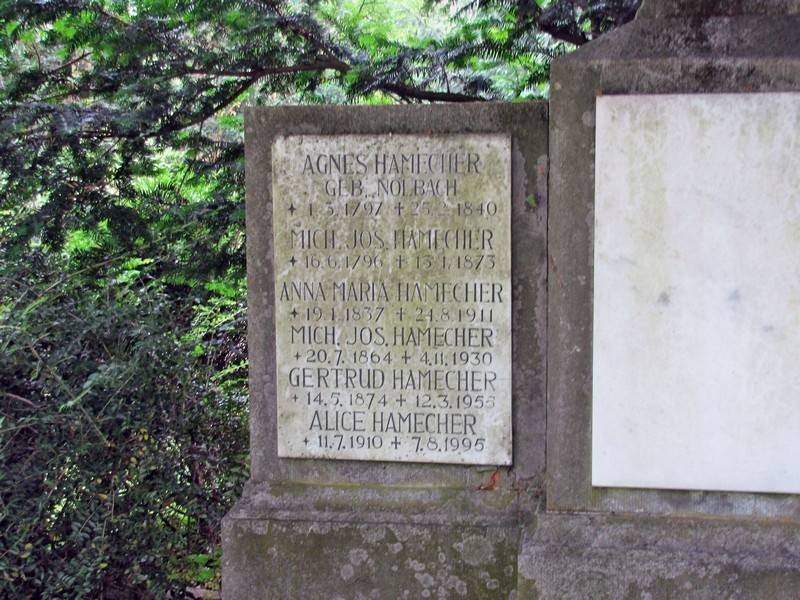 AGNES HAMECHER
GEB. NOLBACH
+ 1.3.1797 + 25.2.1840
MICH. JOS. HAMECHER
+ 16.6.1796 + 13.1.1873
ANNA MARIA HAMECHER
+ 19.1.1837 + 24.8.1911
MICH. JOS. HAMECHER
+ 20.7.1864 + 4.11.1930
GERTRUD HAMECHER
+ 14.5.1874 + 12.3.1955
ALICE HAMECHER
+ 11.7.1910 + 7.8.1995